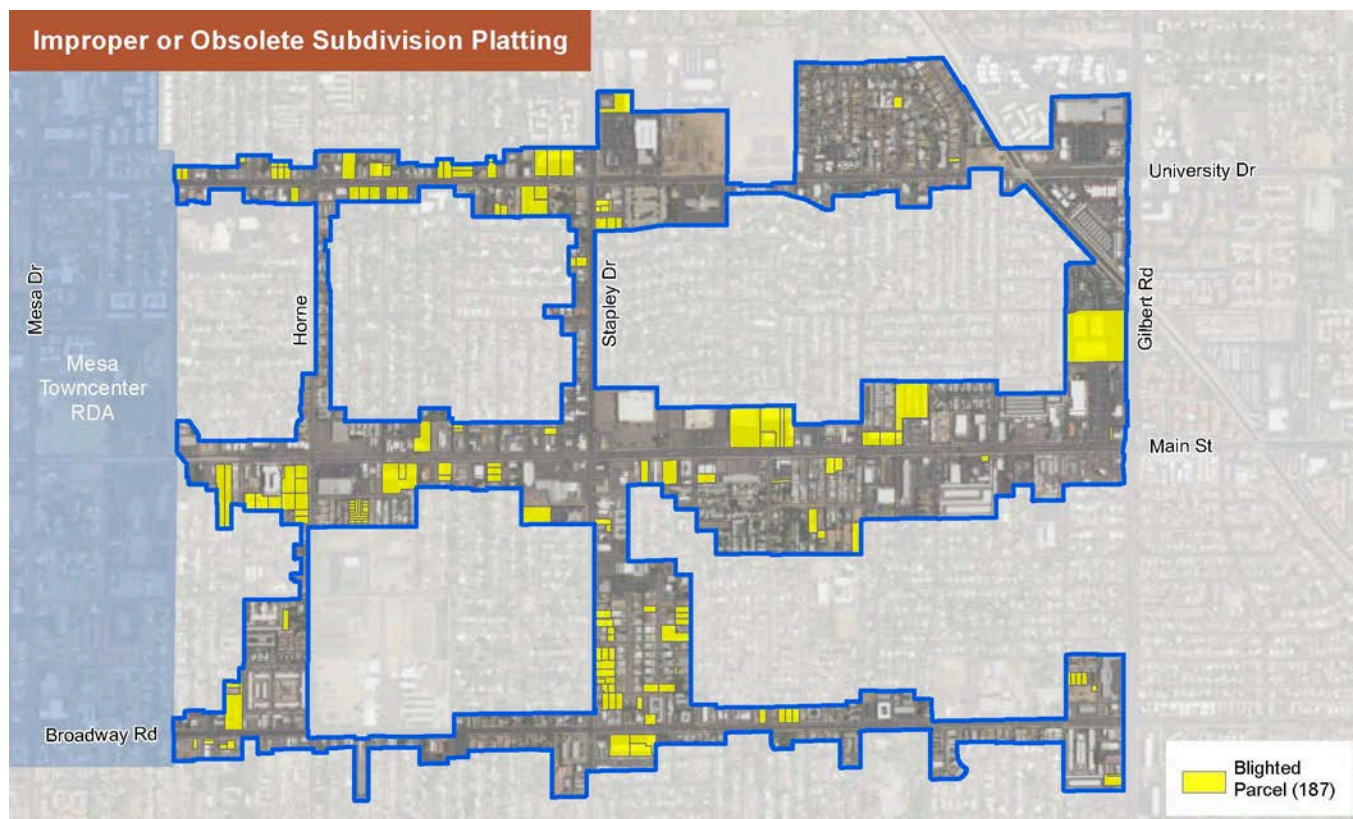 Improper or Obsolete Subdivision Platting
University Dr
Mesa Dr
Horne
Stapley Dr
Gilbert Rd
Mesa
Towncenter
RDA
Main St
Broadway Rd
Blighted
Parcel (187)